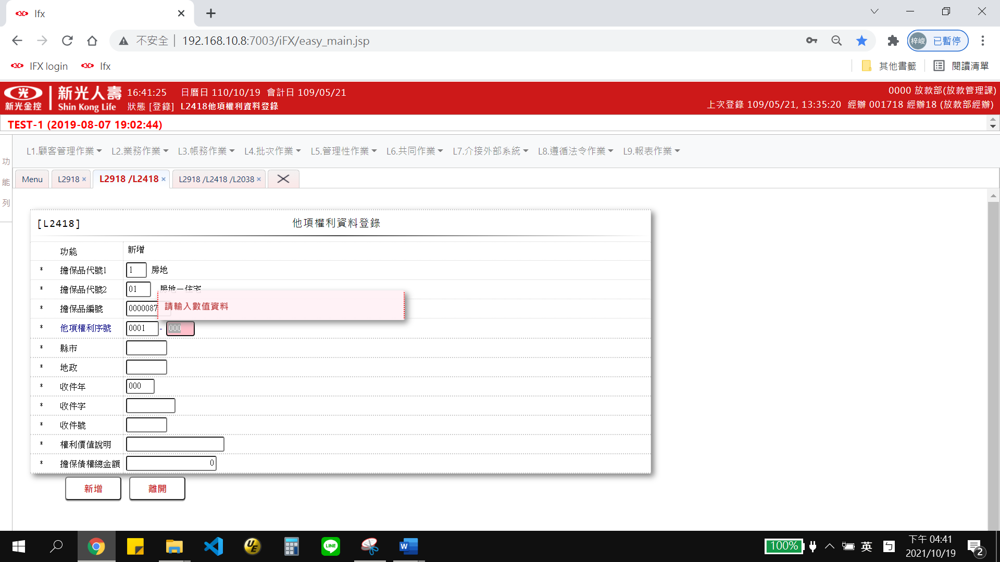 Ifx
不安全 192.168.10.8:7003/iFX/easy_main.jsp
梓峻 已暫停
IFX login Ifx 其他書籤 閱讀清單
光 新光人壽
新光金控 Shin Kong Life
16:41:25 日曆日 110/10/19 會計日 109/05/21
狀態 [登錄] L2418他項權利資料登錄
0000 放款部(放款管理課)
上次登錄 109/05/21, 13:35:20 經辦 001718 經辦18 (放款部經辦)
TEST-1 (2019-08-07 19:02:44)
功
能
列
L1.顧客管理作業 L2.業務作業 L3.帳務作業 L4.批次作業 L5.管理性作業 L6.共同作業 L7.介接外部系統 L8.遵循法令作業 L9.報表作業
Menu L2918 × L2918 /L2418 × L2918 /L2418 /L2038 ×
[L2418] 他項權利資料登錄
功能 新增
* 擔保品代號1 1 房地
* 擔保品代號2 01 房地－住宅
* 擔保品編號 0000087
請輸入數值資料
* 他項權利序號 0001 - 000
* 縣市
* 地政
* 收件年 000
* 收件字
* 收件號
* 權利價值說明
* 擔保債權總金額 0
新增 離開
UE LINE W
100% 英 ㄅ
下午 04:41
2021/10/19
2